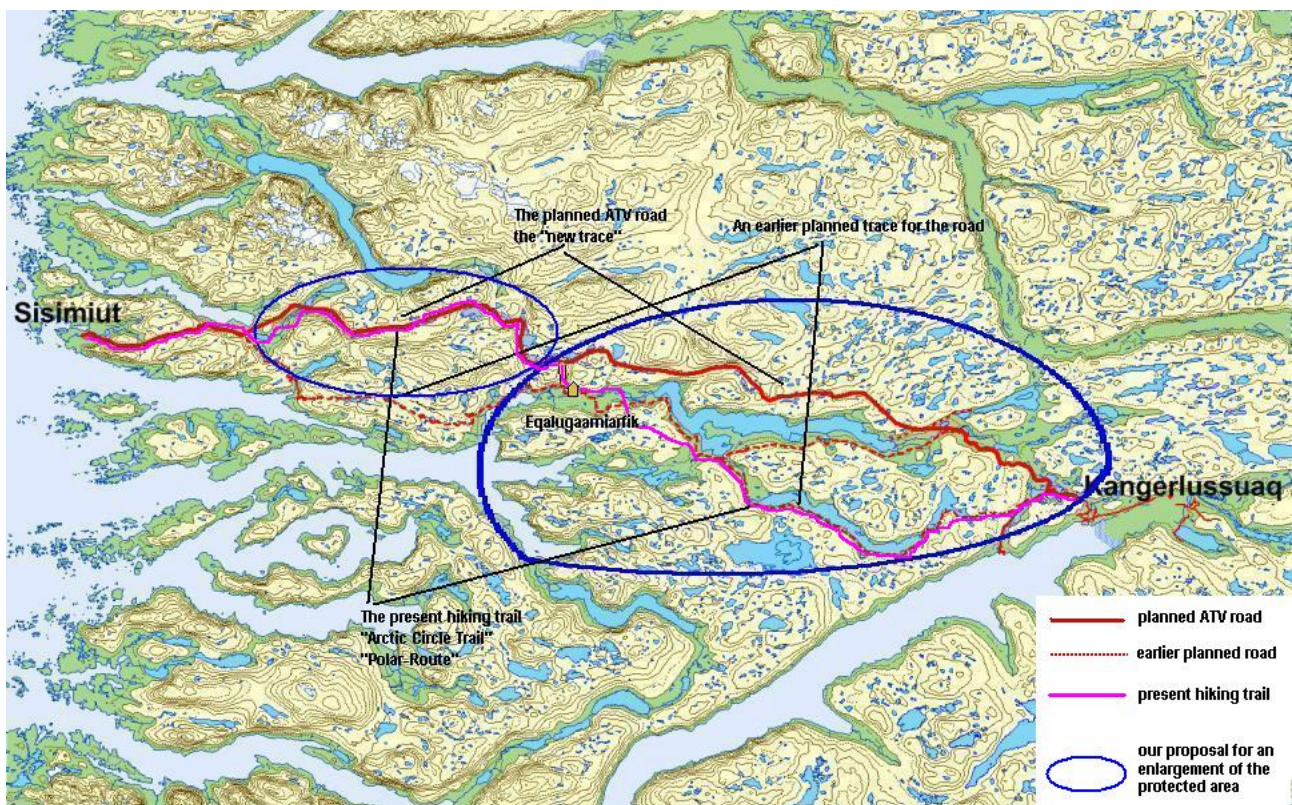 The planned ATV road
the "new trace"
An earlier planned trace for the road
Sisimiut
Eqalugaarniarfik
Kangerlussuaq
The present hiking trail
"Arctic Circle Trail"
"Polar-Route"
planned ATV road
earlier planned road
present hiking trail
our proposal for an
enlargement of the
protected area